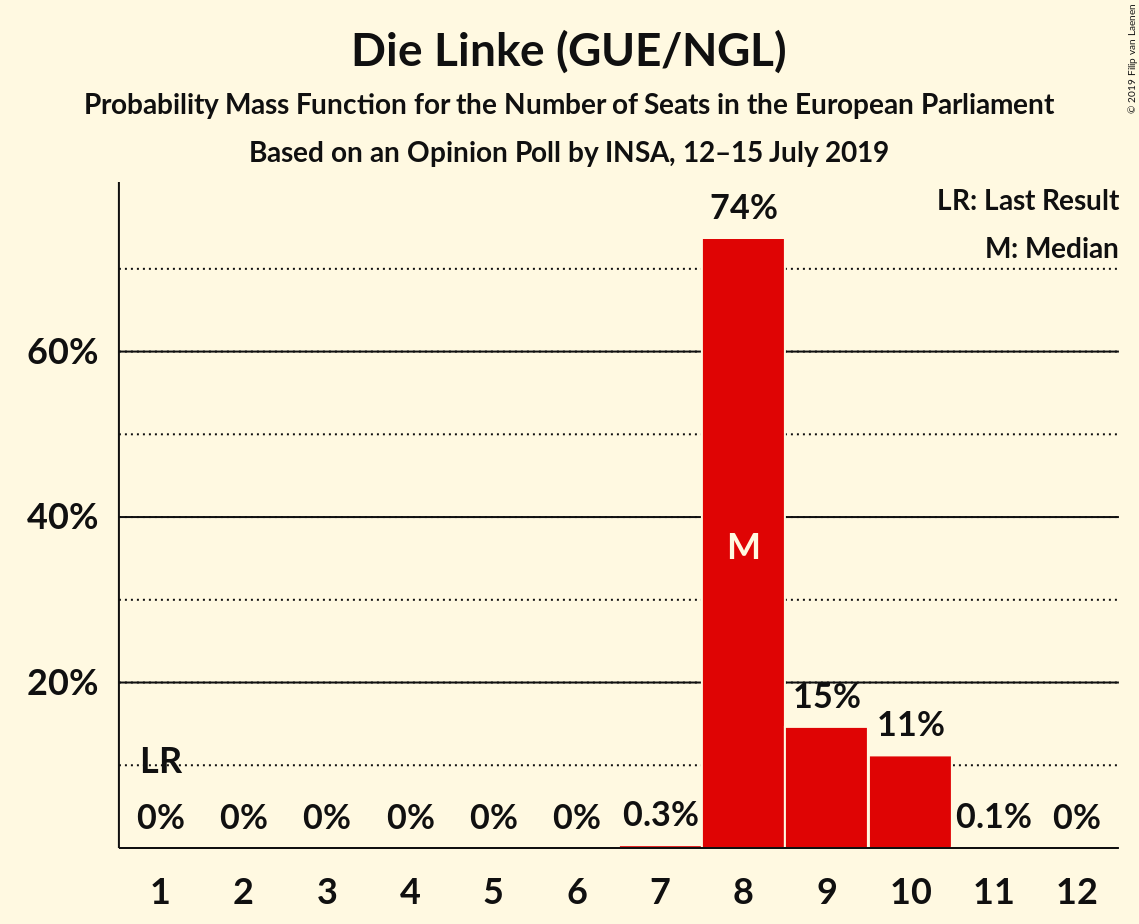 Die Linke (GUE/NGL)
Probability Mass Function for the Number of Seats in the European Parliament
Based on an Opinion Poll by INSA, 12–15 July 2019
© 2019 Filip van Laenen
LR: Last Result
M: Median
74%
60%
40%
M
20%
15%
11%
LR
0% 0% 0% 0% 0% 0% 0.3% 0.1% 0%
1 2 3 4 5 6 7 8 9 10 11 12